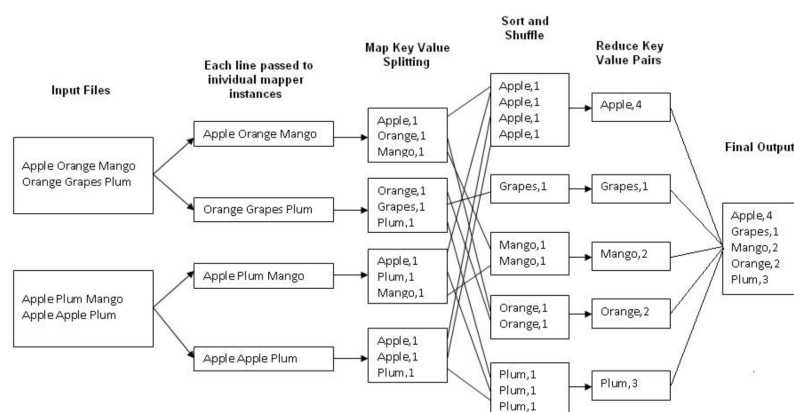 Input Files
Each line passed to
inividual mapper
instances
Map Key Value
Splitting
Sort and
Shuffle
Reduce Key
Value Pairs
Final Output
Apple Orange Mango
Orange Grapes Plum
Apple Plum Mango
Apple Apple Plum
Apple Orange Mango
Orange Grapes Plum
Apple Plum Mango
Apple Apple Plum
Apple,1
Orange,1
Mango,1
Orange,1
Grapes,1
Plum,1
Apple,1
Plum,1
Mango,1
Apple,1
Apple,1
Plum,1
Apple,1
Apple,1
Apple,1
Apple,1
Grapes,1
Mango,1
Mango,1
Orange,1
Orange,1
Plum,1
Plum,1
Plum,1
Apple,4
Grapes,1
Mango,2
Orange,2
Plum,3
Apple,4
Grapes,1
Mango,2
Orange,2
Plum,3